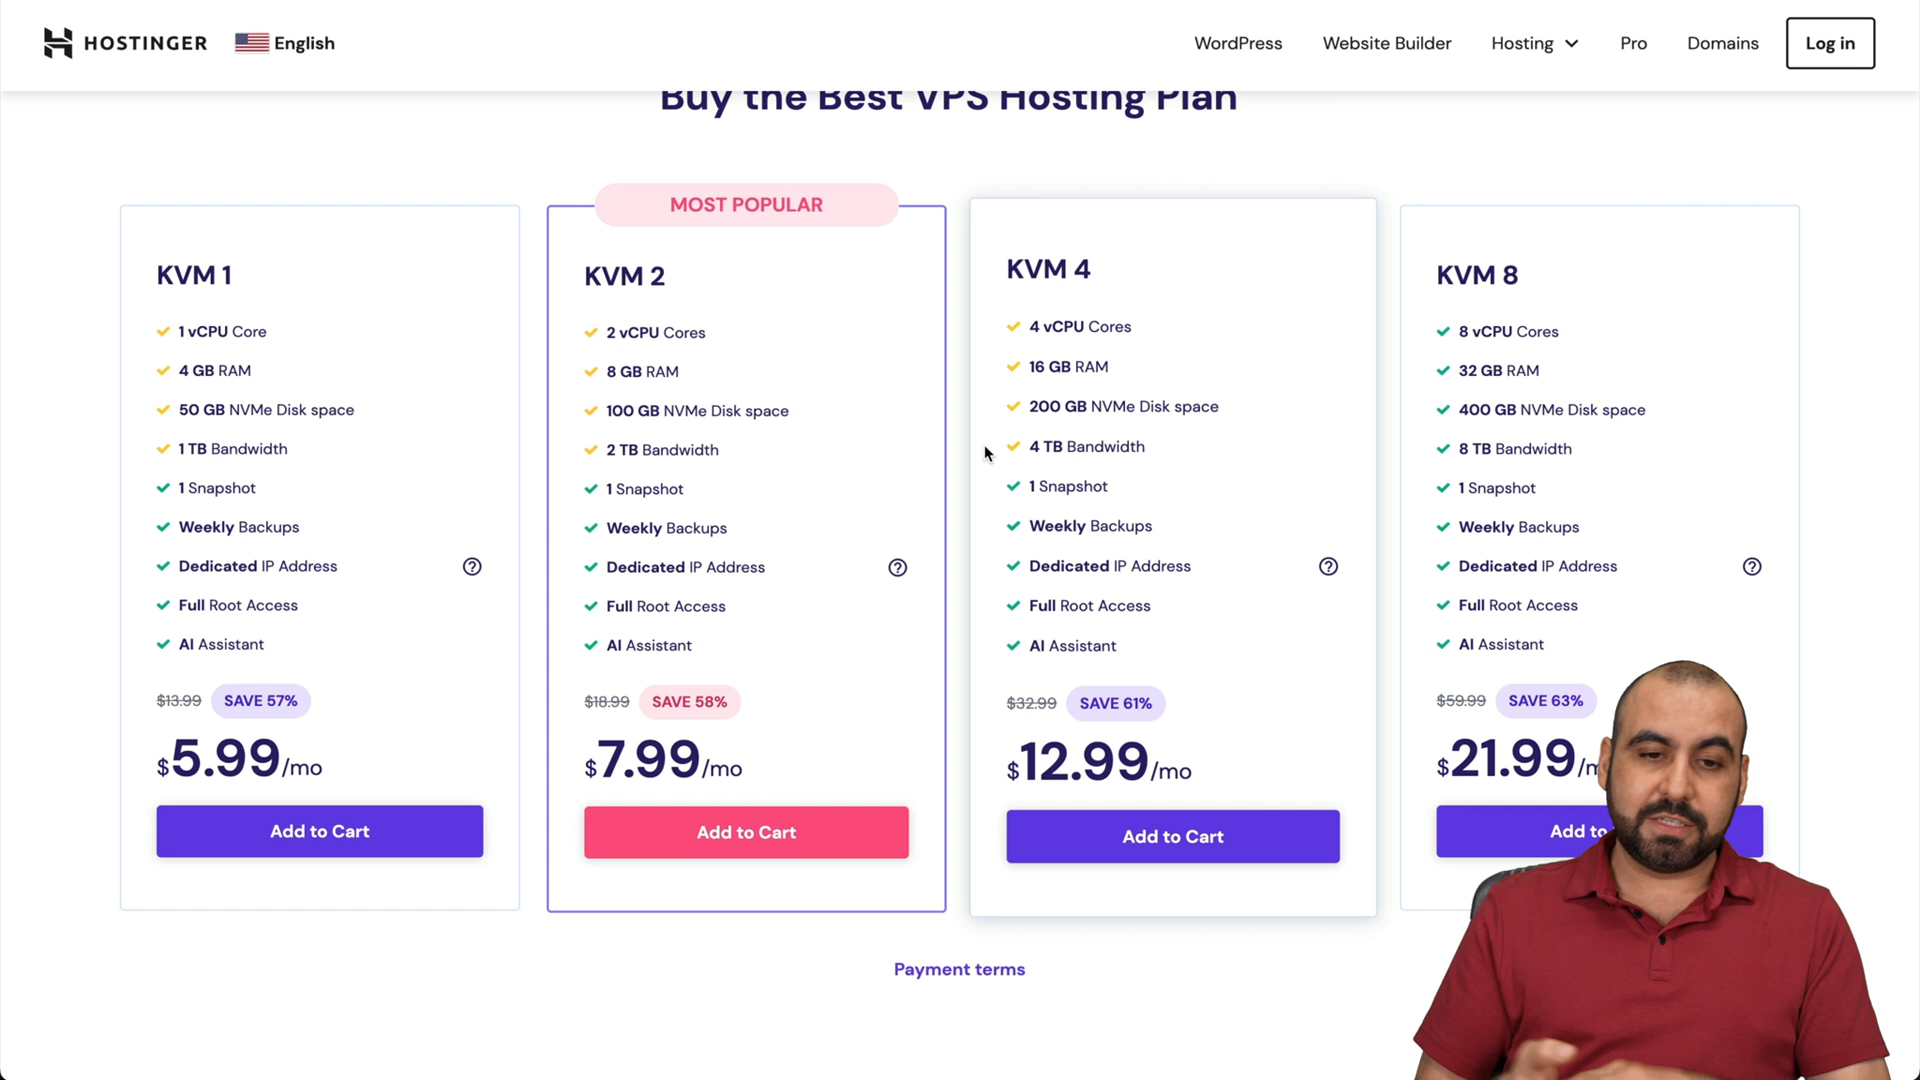 HOSTINGER
English
WordPress
Website Builder
Hosting
Pro
Domains
Log in
Buy the Best VPS Hosting Plan
KVM 1
1 vCPU Core
4 GB RAM
50 GB NVMe Disk space
1 TB Bandwidth
1 Snapshot
Weekly Backups
Dedicated IP Address
Full Root Access
AI Assistant
$13.99 SAVE 57%
$5.99/mo
Add to Cart
MOST POPULAR
KVM 2
2 vCPU Cores
8 GB RAM
100 GB NVMe Disk space
2 TB Bandwidth
1 Snapshot
Weekly Backups
Dedicated IP Address
Full Root Access
AI Assistant
$18.99 SAVE 58%
$7.99/mo
Add to Cart
KVM 4
4 vCPU Cores
16 GB RAM
200 GB NVMe Disk space
4 TB Bandwidth
1 Snapshot
Weekly Backups
Dedicated IP Address
Full Root Access
AI Assistant
$32.99 SAVE 61%
$12.99/mo
Add to Cart
KVM 8
8 vCPU Cores
32 GB RAM
400 GB NVMe Disk space
8 TB Bandwidth
1 Snapshot
Weekly Backups
Dedicated IP Address
Full Root Access
AI Assistant
$59.99 SAVE 63%
$21.99
Add to
Payment terms